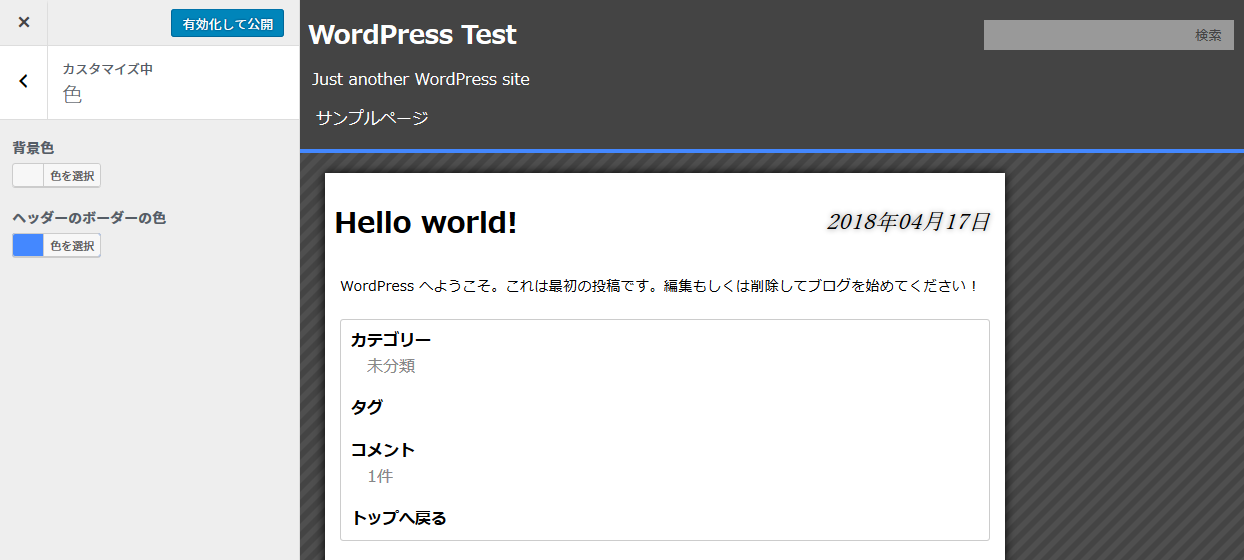 有効化して公開
カスタマイズ中
色
背景色
色を選択
ヘッダーのボーダーの色
色を選択
WordPress Test
検索
Just another WordPress site
サンプルページ
Hello world!
2018年04月17日
WordPress へようこそ。これは最初の投稿です。編集もしくは削除してブログを始めてください！
カテゴリー
未分類
タグ
コメント
1件
トップへ戻る